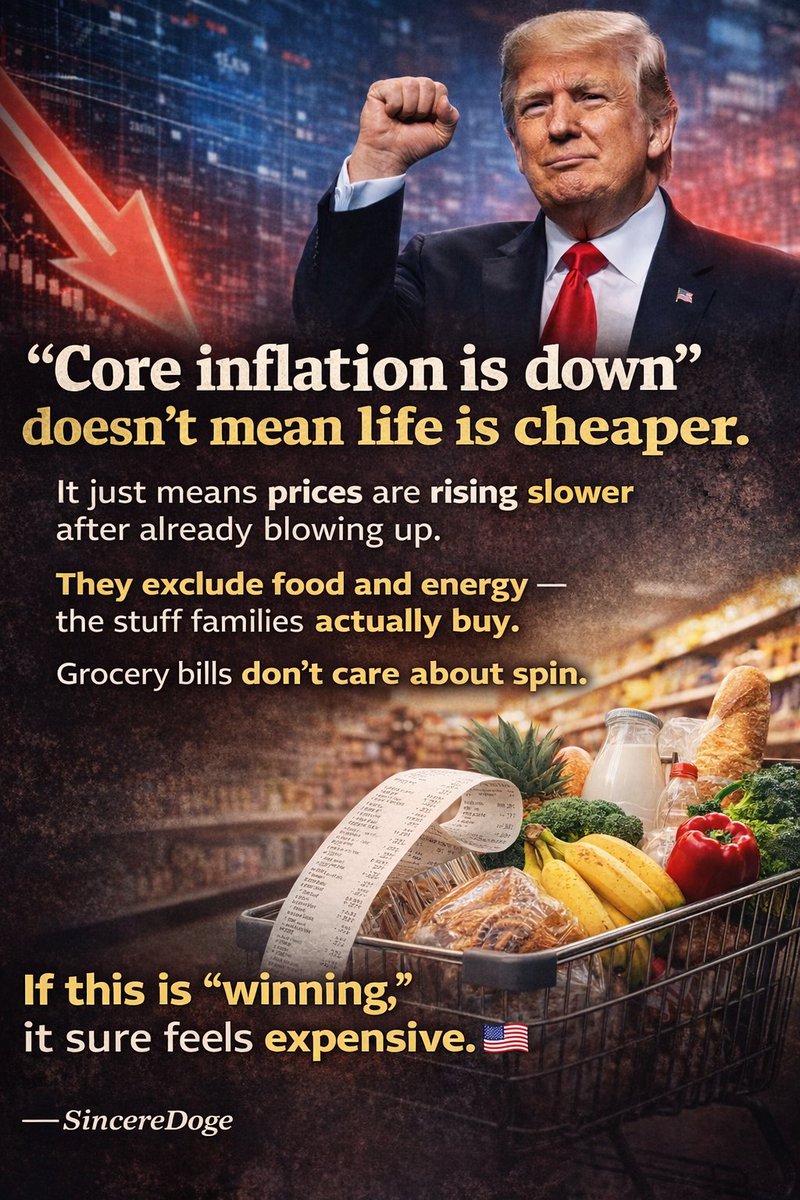 “Core inflation is down”
doesn’t mean life is cheaper.
It just means prices are rising slower
after already blowing up.
They exclude food and energy —
the stuff families actually buy.
Grocery bills don’t care about spin.
If this is “winning,”
it sure feels expensive.🇺🇸
— SincereDoge